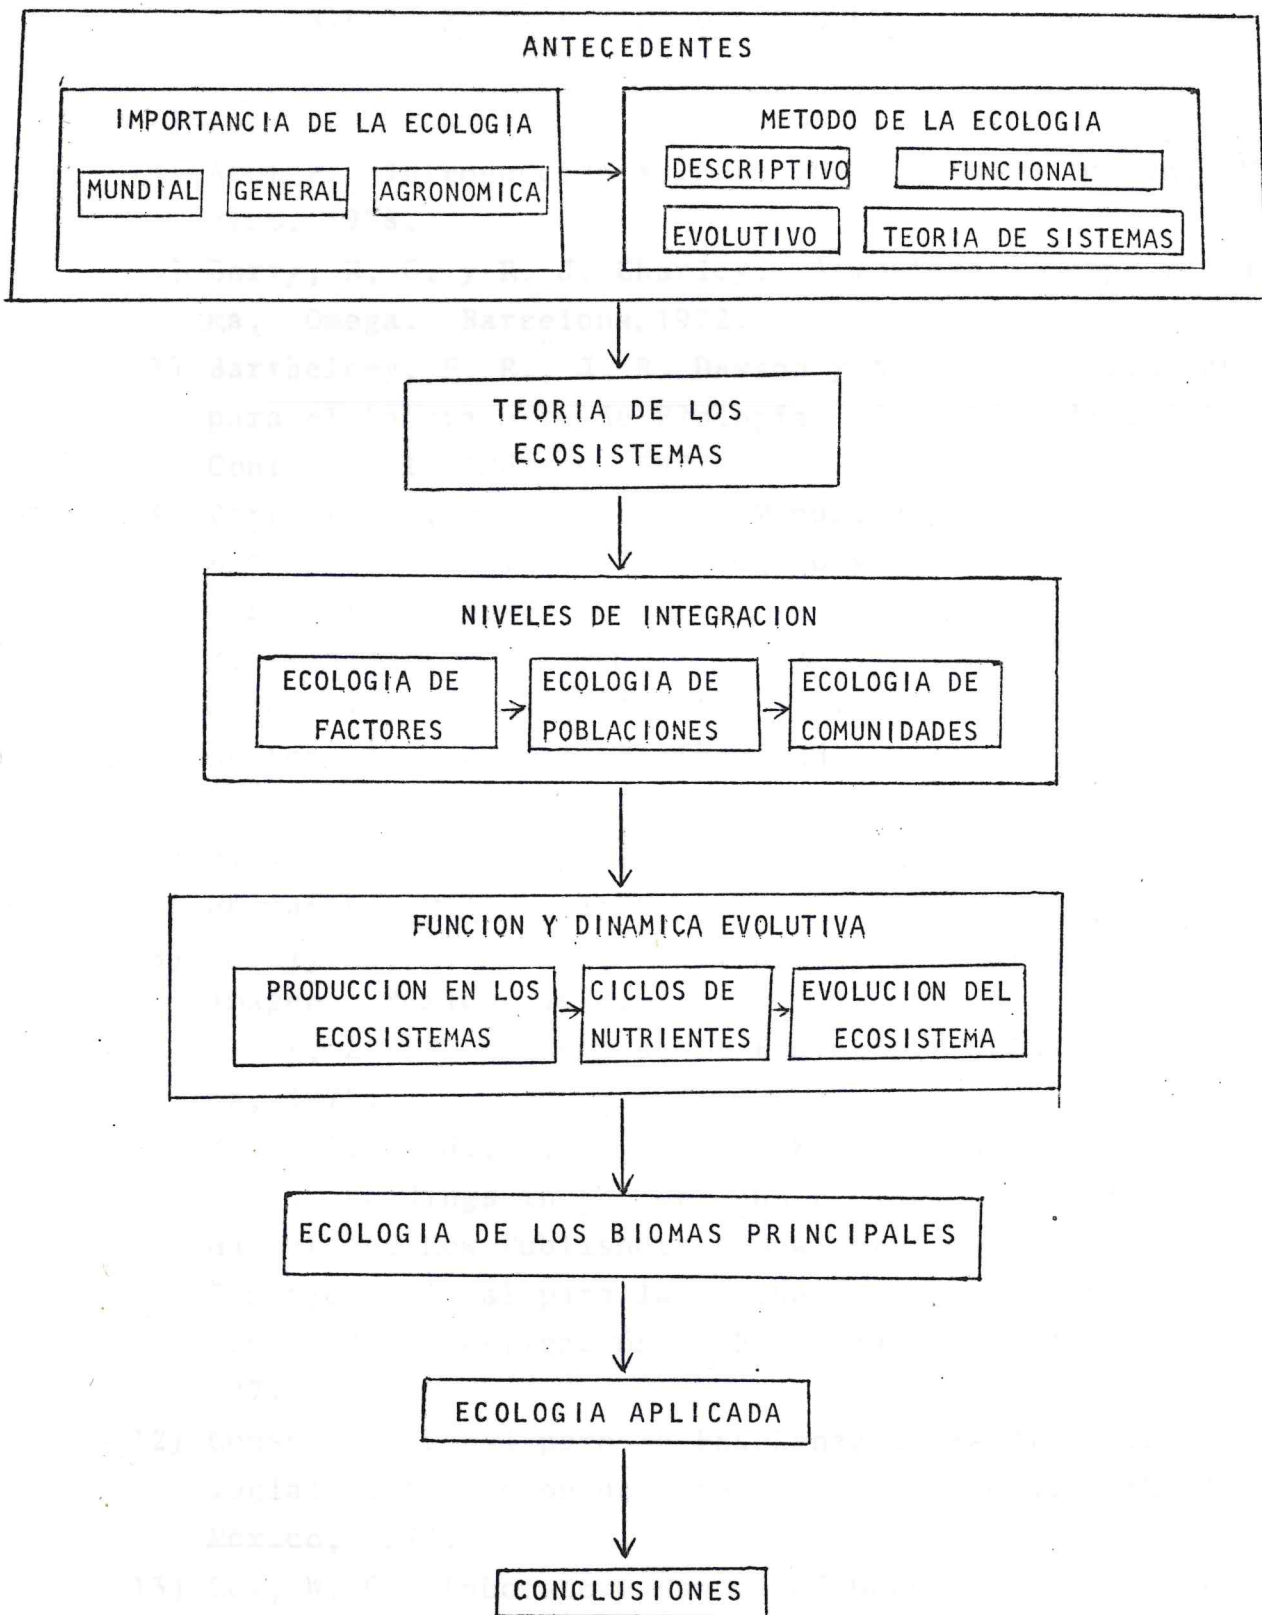 ANTECEDENTES
IMPORTANCIA DE LA ECOLOGIA
MUNDIAL
GENERAL
AGRONOMICA
METODO DE LA ECOLOGIA
DESCRIPTIVO
FUNCIONAL
EVOLUTIVO
TEORIA DE SISTEMAS
TEORIA DE LOS
ECOSISTEMAS
NIVELES DE INTEGRACION
ECOLOGIA DE
FACTORES
ECOLOGIA DE
POBLACIONES
ECOLOGIA DE
COMUNIDADES
FUNCION Y DINAMICA EVOLUTIVA
PRODUCCION EN LOS
ECOSISTEMAS
CICLOS DE
NUTRIENTES
EVOLUCION DEL
ECOSISTEMA
ECOLOGIA DE LOS BIOMAS PRINCIPALES
ECOLOGIA APLICADA
CONCLUSIONES